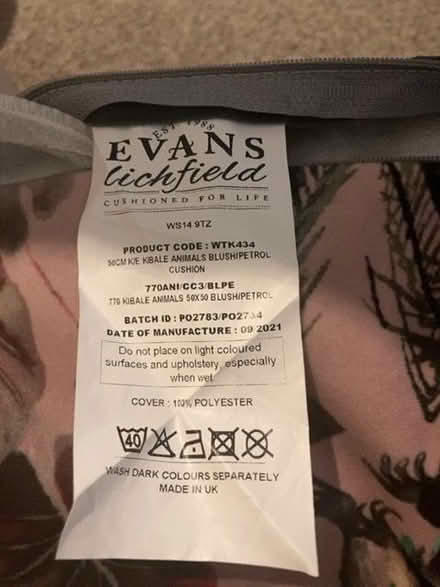 EST 1988
EVANS
lichfield
CUSHIONED FOR LIFE
WS14 9TZ
PRODUCT CODE : WTK434
50CM K/E KIBALE ANIMALS BLUSH/PETROL
CUSHION
770ANI/CC3/BLPE
770 KIBALE ANIMALS 50X50 BLUSH/PETROL
BATCH ID : PO2783/PO2734
DATE OF MANUFACTURE : 09 2021
Do not place on light coloured
surfaces and upholstery, especially
when wet
COVER : 100% POLYESTER
40
WASH DARK COLOURS SEPARATELY
MADE IN UK